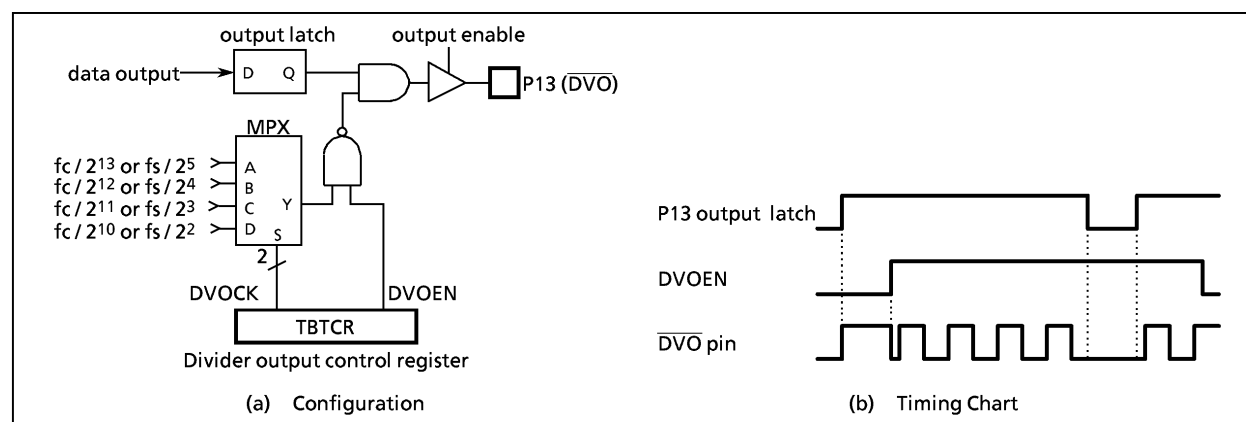 output latch
output enable
data output
D Q
P13 (DVO)
MPX
fc / 2¹³ or fs / 2⁵
fc / 2¹² or fs / 2⁴
fc / 2¹¹ or fs / 2³
fc / 2¹⁰ or fs / 2²
A
B
C
D
Y
S
2
DVOCK
DVOEN
TBTCR
Divider output control register
(a) Configuration
P13 output latch
DVOEN
DVO pin
(b) Timing Chart